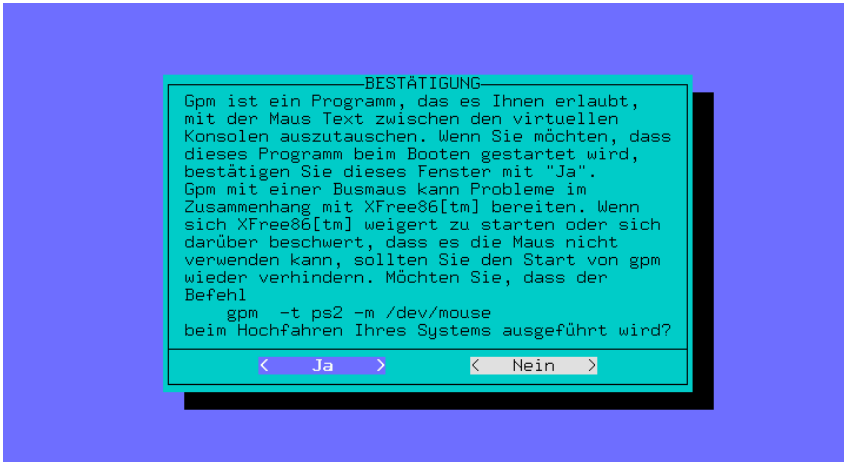 BESTÄTIGUNG
Gpm ist ein Programm, das es Ihnen erlaubt,
mit der Maus Text zwischen den virtuellen
Konsolen auszutauschen. Wenn Sie möchten, dass
dieses Programm beim Booten gestartet wird,
bestätigen Sie dieses Fenster mit "Ja".
Gpm mit einer Busmaus kann Probleme im
Zusammenhang mit XFree86[tm] bereiten. Wenn
sich XFree86[tm] weigert zu starten oder sich
darüber beschwert, dass es die Maus nicht
verwenden kann, sollten Sie den Start von gpm
wieder verhindern. Möchten Sie, dass der
Befehl
gpm -t ps2 -m /dev/mouse
beim Hochfahren Ihres Systems ausgeführt wird?
< Ja > < Nein >